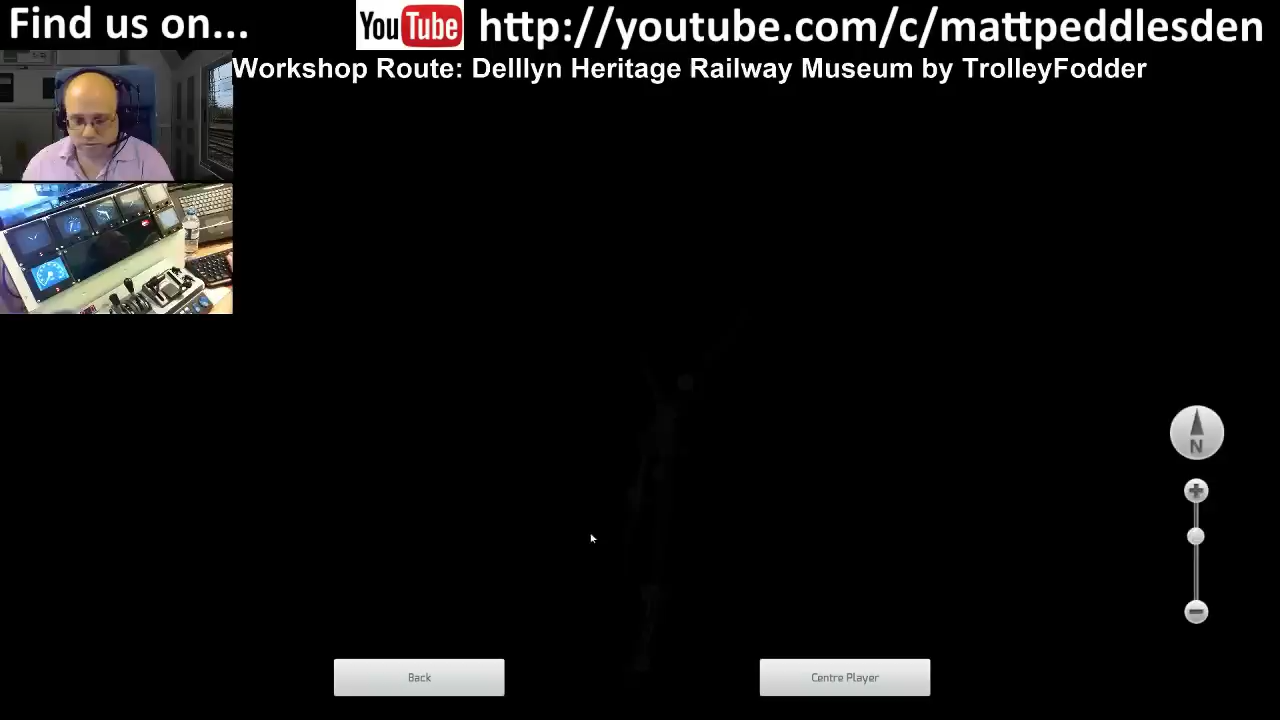 Find us on...
YouTube
http://youtube.com/c/mattpeddlesden
Workshop Route: Delllyn Heritage Railway Museum by TrolleyFodder
N
Back
Centre Player